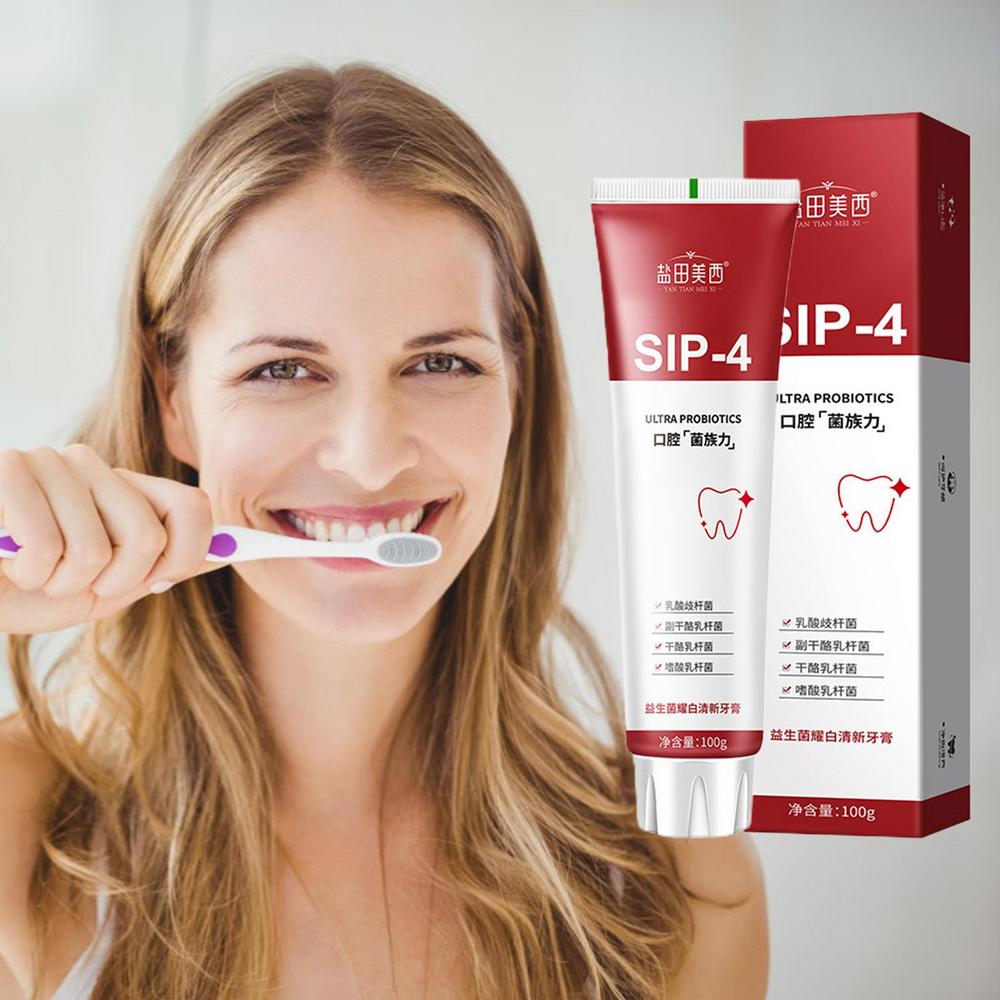 盐田美西®
YAN TIAN MEI XI
SIP-4
ULTRA PROBIOTICS
口腔「菌族力」
乳酸歧杆菌
副干酪乳杆菌
干酪乳杆菌
嗜酸乳杆菌
益生菌耀白清新牙膏
净含量:100g
田美西®
AN TIAN MEI XI
SIP-4
LTRA PROBIOTICS
口腔「菌族力」
乳酸歧杆菌
副干酪乳杆菌
干酪乳杆菌
嗜酸乳杆菌
益生菌耀白清新牙膏
净含量:100g